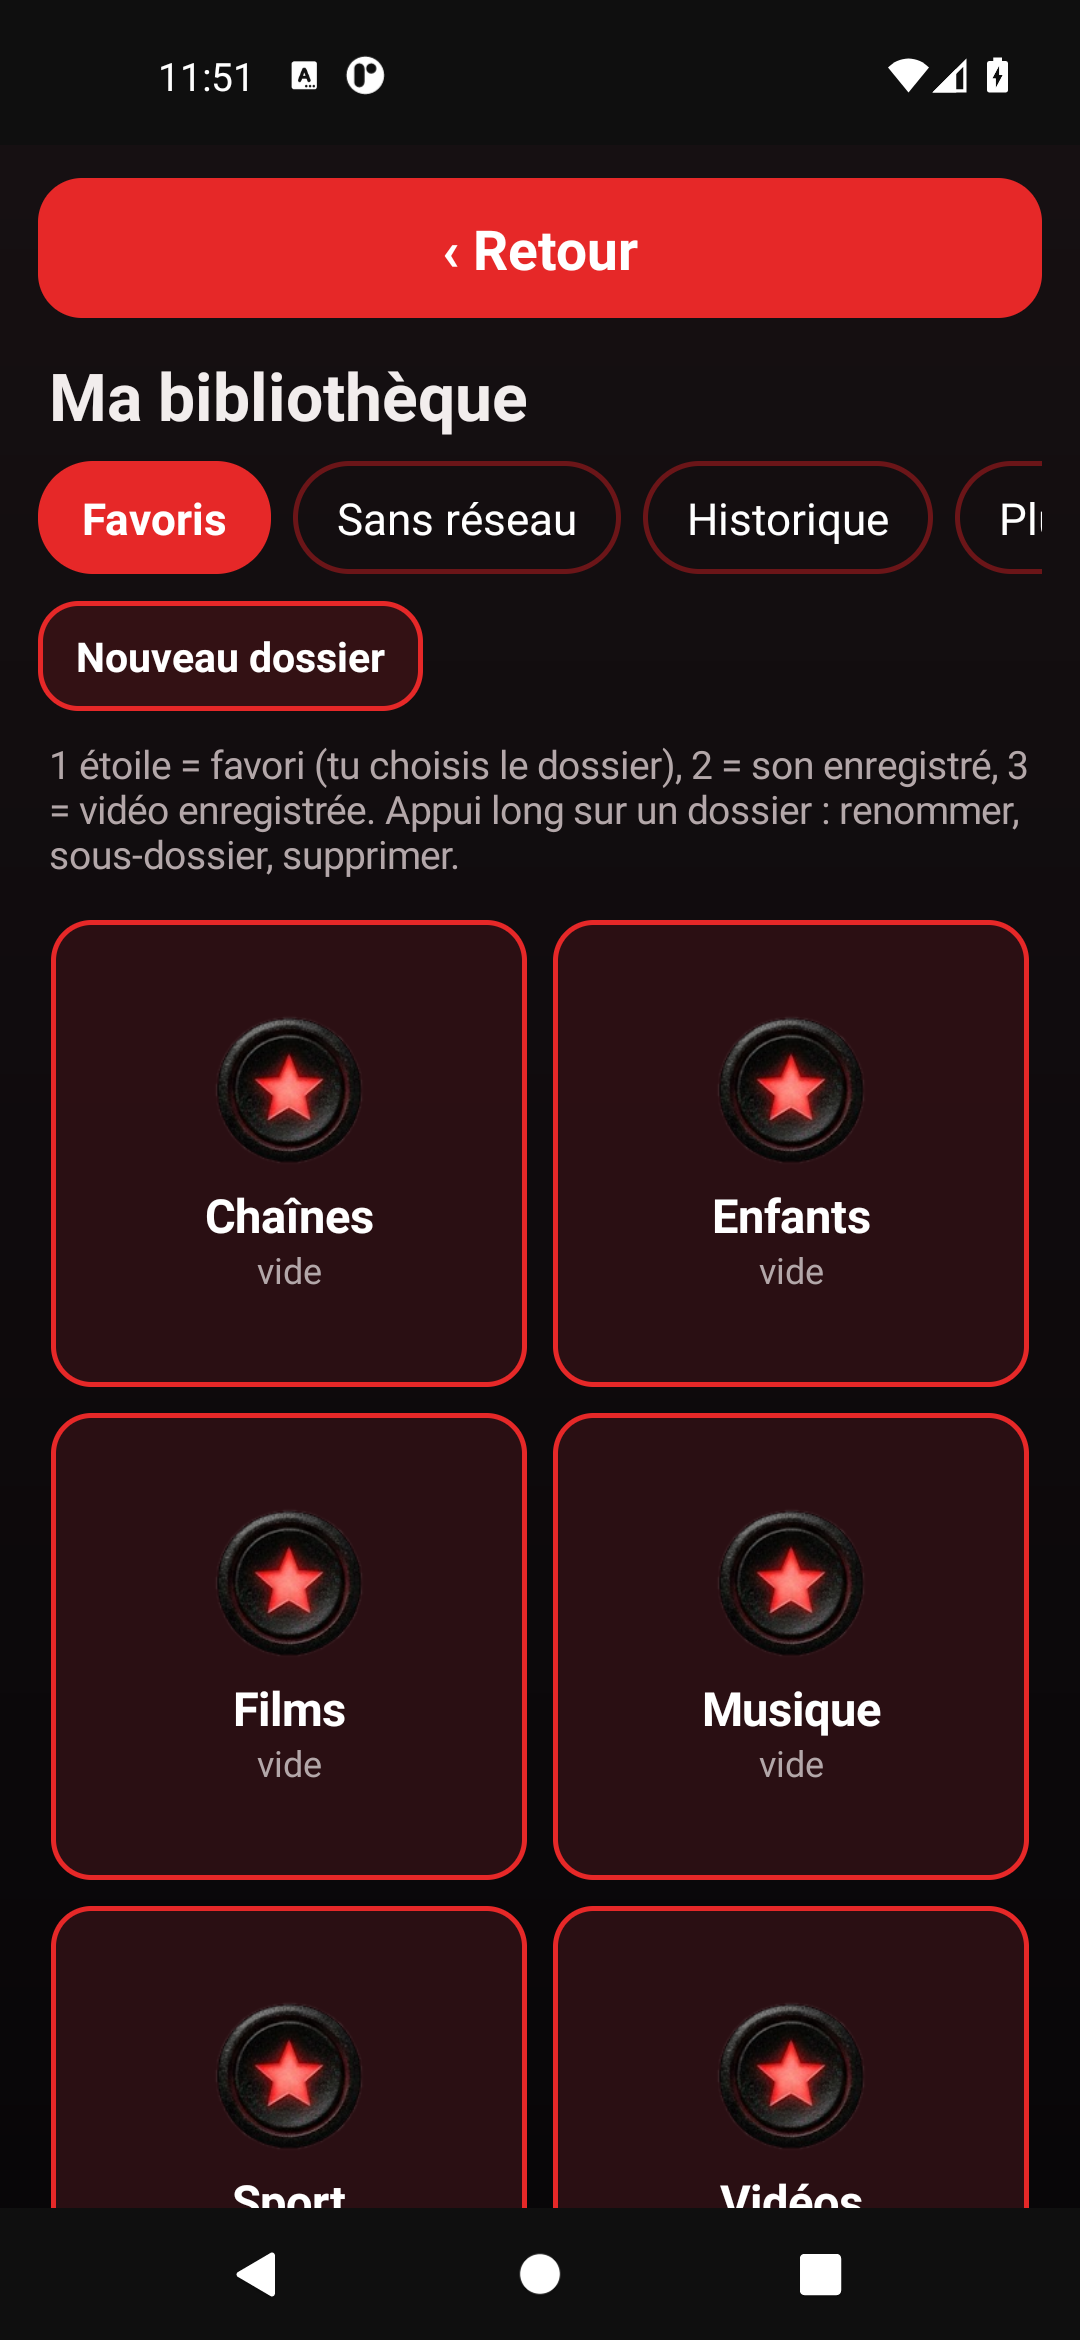 11:51
‹ Retour
Ma bibliothèque
Favoris
Sans réseau
Historique
Nouveau dossier
1 étoile = favori (tu choisis le dossier), 2 = son enregistré, 3
= vidéo enregistrée. Appui long sur un dossier : renommer,
sous-dossier, supprimer.
Chaînes
Enfants
vide
vide
Films
Musique
vide
vide
Sport
Vidéos